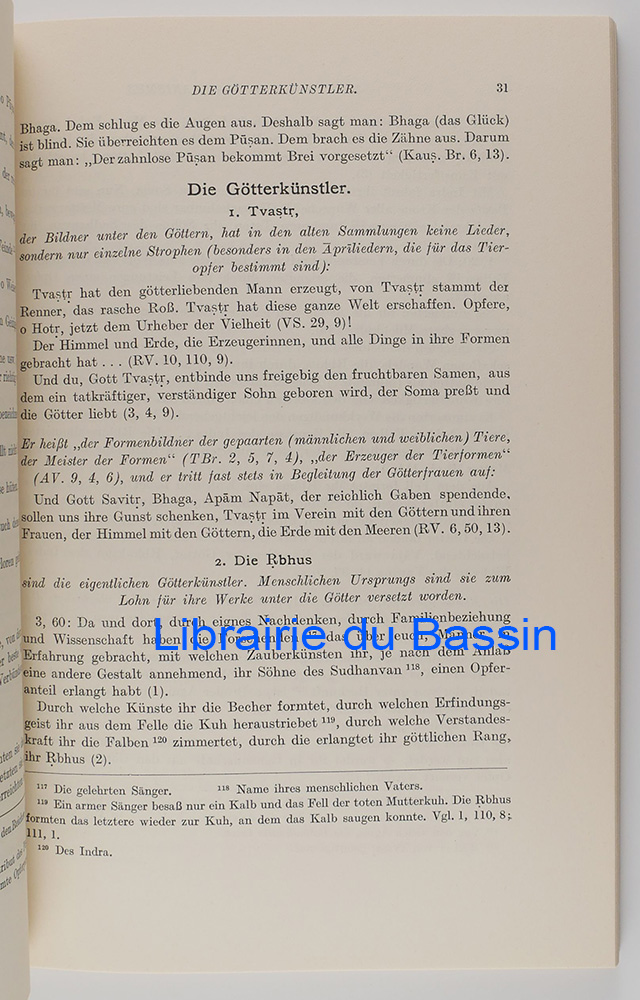 DIE GÖTTERKÜNSTLER. 31
Bhaga. Dem schlug es die Augen aus. Deshalb sagt man: Bhaga (das Glück)
ist blind. Sie überreichten es dem Pūṣan. Dem brach es die Zähne aus. Darum
sagt man: „Der zahnlose Pūṣan bekommt Brei vorgesetzt“ (Kauṣ. Br. 6, 13).
Die Götterkünstler.
1. Tvaṣtṛ,
der Bildner unter den Göttern, hat in den alten Sammlungen keine Lieder,
sondern nur einzelne Strophen (besonders in den Āprīliedern, die für das Tier-
opfer bestimmt sind):
Tvaṣtṛ hat den götterliebenden Mann erzeugt, von Tvaṣtṛ stammt der
Renner, das rasche Roß. Tvaṣtṛ hat diese ganze Welt erschaffen. Opfere,
o Hotṛ, jetzt dem Urheber der Vielheit (VS. 29, 9)!
Der Himmel und Erde, die Erzeugerinnen, und alle Dinge in ihre Formen
gebracht hat . . . (RV. 10, 110, 9).
Und du, Gott Tvaṣtṛ, entbinde uns freigebig den fruchtbaren Samen, aus
dem ein tatkräftiger, verständiger Sohn geboren wird, der Soma preßt und
die Götter liebt (3, 4, 9).
Er heißt „der Formenbildner der gepaarten (männlichen und weiblichen) Tiere,
der Meister der Formen“ (TBr. 2, 5, 7, 4), „der Erzeuger der Tierformen“
(AV. 9, 4, 6), und er tritt fast stets in Begleitung der Götterfrauen auf:
Und Gott Savitṛ, Bhaga, Apām Napāt, der reichlich Gaben spendende,
sollen uns ihre Gunst schenken, Tvaṣtṛ im Verein mit den Göttern und ihren
Frauen, der Himmel mit den Göttern, die Erde mit den Meeren (RV. 6, 50, 13).
2. Die Ṛbhus
sind die eigentlichen Götterkünstler. Menschlichen Ursprungs sind sie zum
Lohn für ihre Werke unter die Götter versetzt worden.
3, 60: Da und dort, durch eignes Nachdenken, durch Familienbeziehung
und Wissenschaft haben die das über euch, Männer, in
Librairie du Bassin
Erfahrung gebracht, mit welchen Zauberkünsten ihr, je nach dem Anlaß
eine andere Gestalt annehmend, ihr Söhne des Sudhanvan 118, einen Opfer-
anteil erlangt habt (1).
Durch welche Künste ihr die Becher formtet, durch welchen Erfindungs-
geist ihr aus dem Felle die Kuh heraustriebet 119, durch welche Verstandes-
kraft ihr die Falben 120 zimmertet, durch die erlangtet ihr göttlichen Rang,
ihr Ṛbhus (2).
117 Die gelehrten Sänger. 118 Name ihres menschlichen Vaters.
119 Ein armer Sänger besaß nur ein Kalb und das Fell der toten Mutterkuh. Die Ṛbhus
formten das letztere wieder zur Kuh, an dem das Kalb saugen konnte. Vgl. 1, 110, 8;
111, 1.
120 Des Indra.